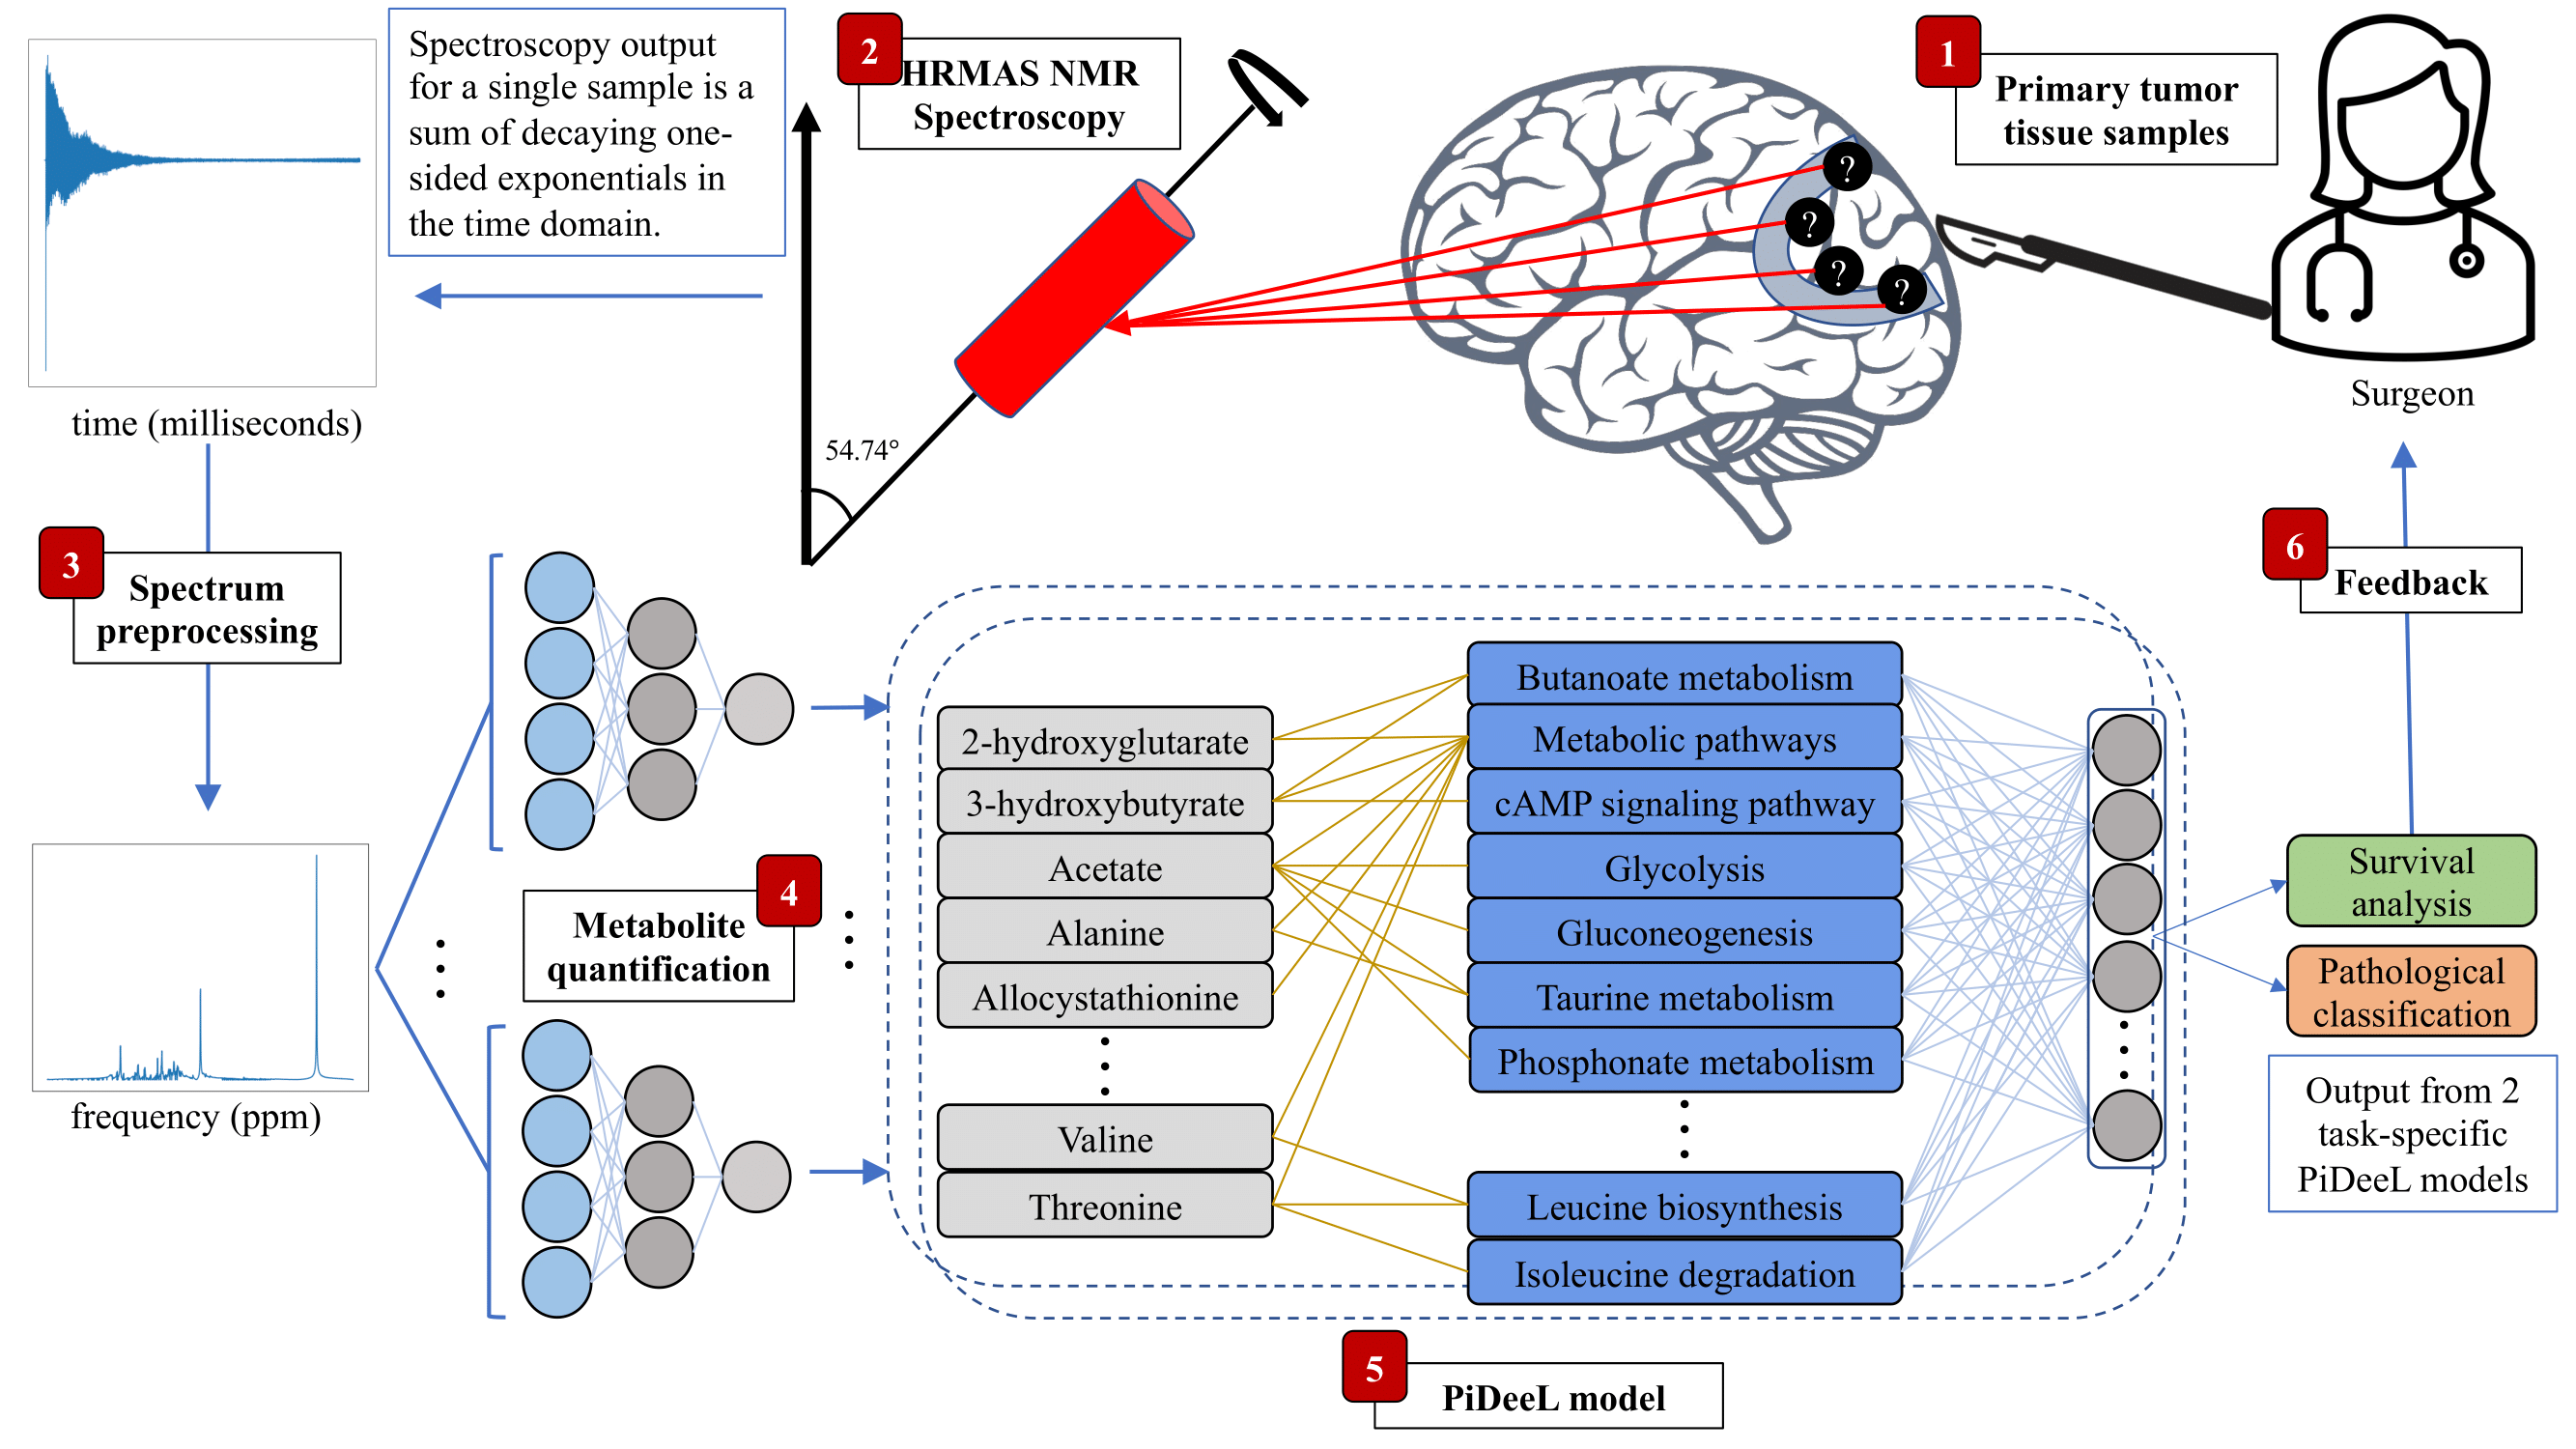 1
Primary tumor
tissue samples
?
?
?
?
Surgeon
2
HRMAS NMR
Spectroscopy
54.74°
Spectroscopy output
for a single sample is a
sum of decaying one-
sided exponentials in
the time domain.
time (milliseconds)
3
Spectrum
preprocessing
frequency (ppm)
4
Metabolite
quantification
2-hydroxyglutarate
3-hydroxybutyrate
Acetate
Alanine
Allocystathionine
Valine
Threonine
Butanoate metabolism
Metabolic pathways
cAMP signaling pathway
Glycolysis
Gluconeogenesis
Taurine metabolism
Phosphonate metabolism
Leucine biosynthesis
Isoleucine degradation
5
PiDeeL model
6
Feedback
Survival
analysis
Pathological
classification
Output from 2
task-specific
PiDeeL models